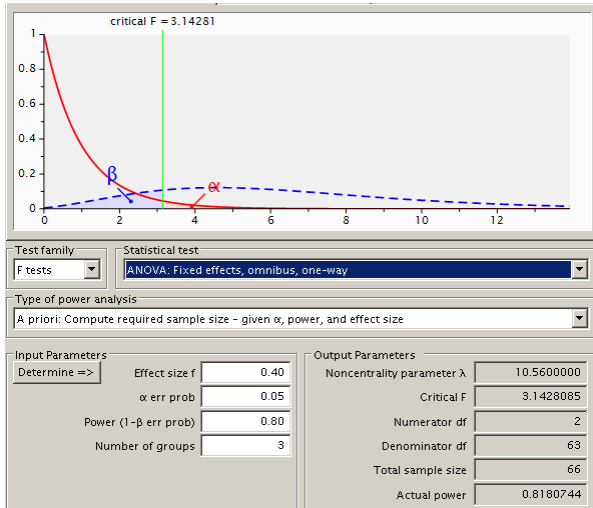 critical F = 3.14281
1
0.8
0.6
0.4
0.2
0
β
α
0 2 4 6 8 10 12
Test family
Statistical test
F tests
ANOVA: Fixed effects, omnibus, one-way
Type of power analysis
A priori: Compute required sample size - given α, power, and effect size
Input Parameters
Output Parameters
Determine => Effect size f 0.40 Noncentrality parameter λ 10.5600000
α err prob 0.05 Critical F 3.1428085
Power (1-β err prob) 0.80 Numerator df 2
Number of groups 3 Denominator df 63
Total sample size 66
Actual power 0.8180744